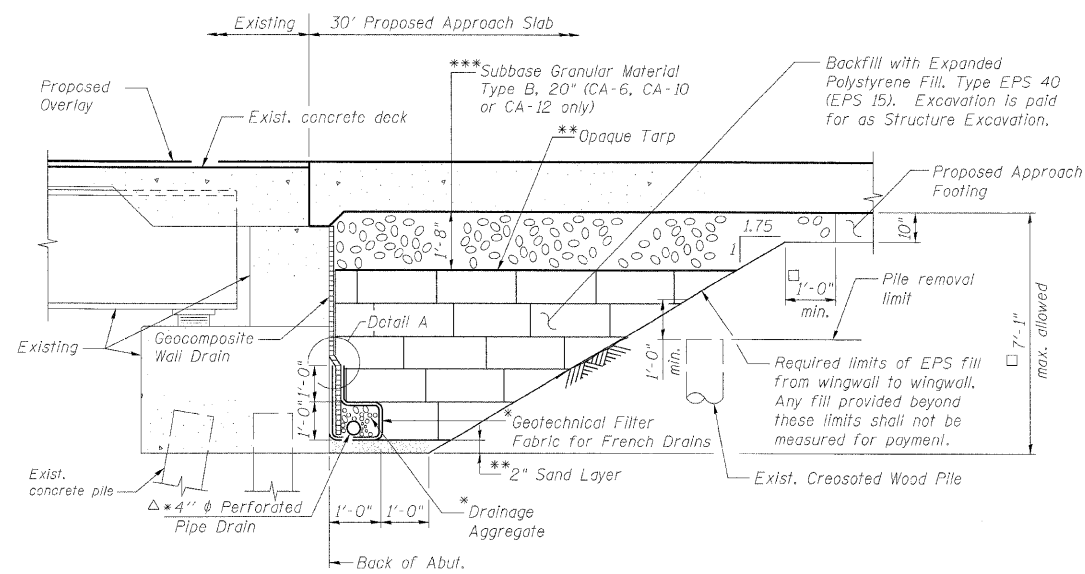 Existing
30' Proposed Approach Slab
Proposed
Overlay
Exist. concrete deck
***Subbase Granular Material
Type B, 20" (CA-6, CA-10
or CA-12 only)
**Opaque Tarp
Backfill with Expanded
Polystyrene Fill, Type EPS 40
(EPS 15). Excavation is paid
for as Structure Excavation.
Proposed Approach
Footing
1'-8"
1.75
1
10"
□
1'-0"
min.
Pile removal
limit
□ 7'-1"
max. allowed
Existing
Geocomposite
Wall Drain
Detail A
1'-0"
1'-0"
1'-0"
min.
Required limits of EPS fill
from wingwall to wingwall.
Any fill provided beyond
these limits shall not be
measured for payment.
*Geotechnical Filter
Fabric for French Drains
Exist.
concrete pile
**2" Sand Layer
Exist. Creosoted Wood Pile
△*4" ϕ Perforated
Pipe Drain
1'-0"
1'-0"
*Drainage
Aggregate
Back of Abut.